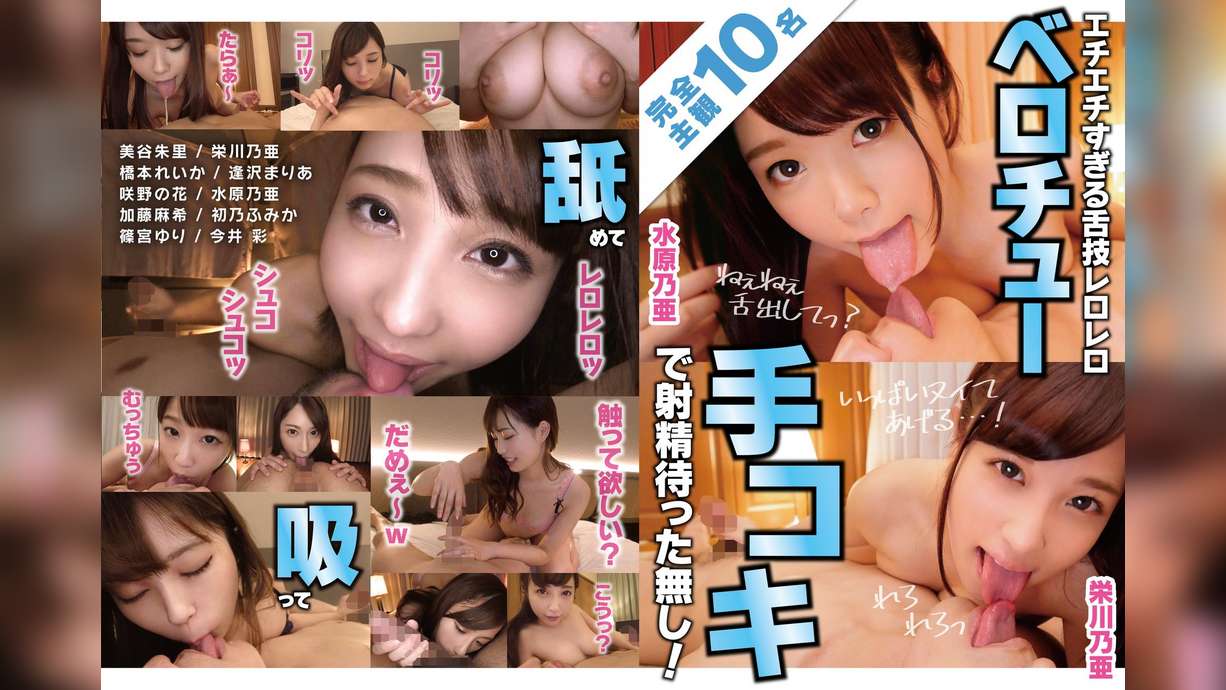 たらぁ～
コリッ
コリッ
美谷朱里 / 栄川乃亜
橋本れいか / 逢沢まりあ
咲野の花 / 水原乃亜
加藤麻希 / 初乃ふみか
篠宮ゆり / 今井 彩
舐めて
レロレロッ
シュコ
シュコッ
むっちゅぅ
だめぇ～w
触って欲しい？
吸って
こうっ？
完全
主観
10名
エチエチすぎる舌技レロレロ
ベロチュー
手コキ
で射精待った無し！
水原乃亜
ねぇねぇ
舌出してっ？
いっぱいヌイて
あげる…！
れろ
れろっ
栄川乃亜